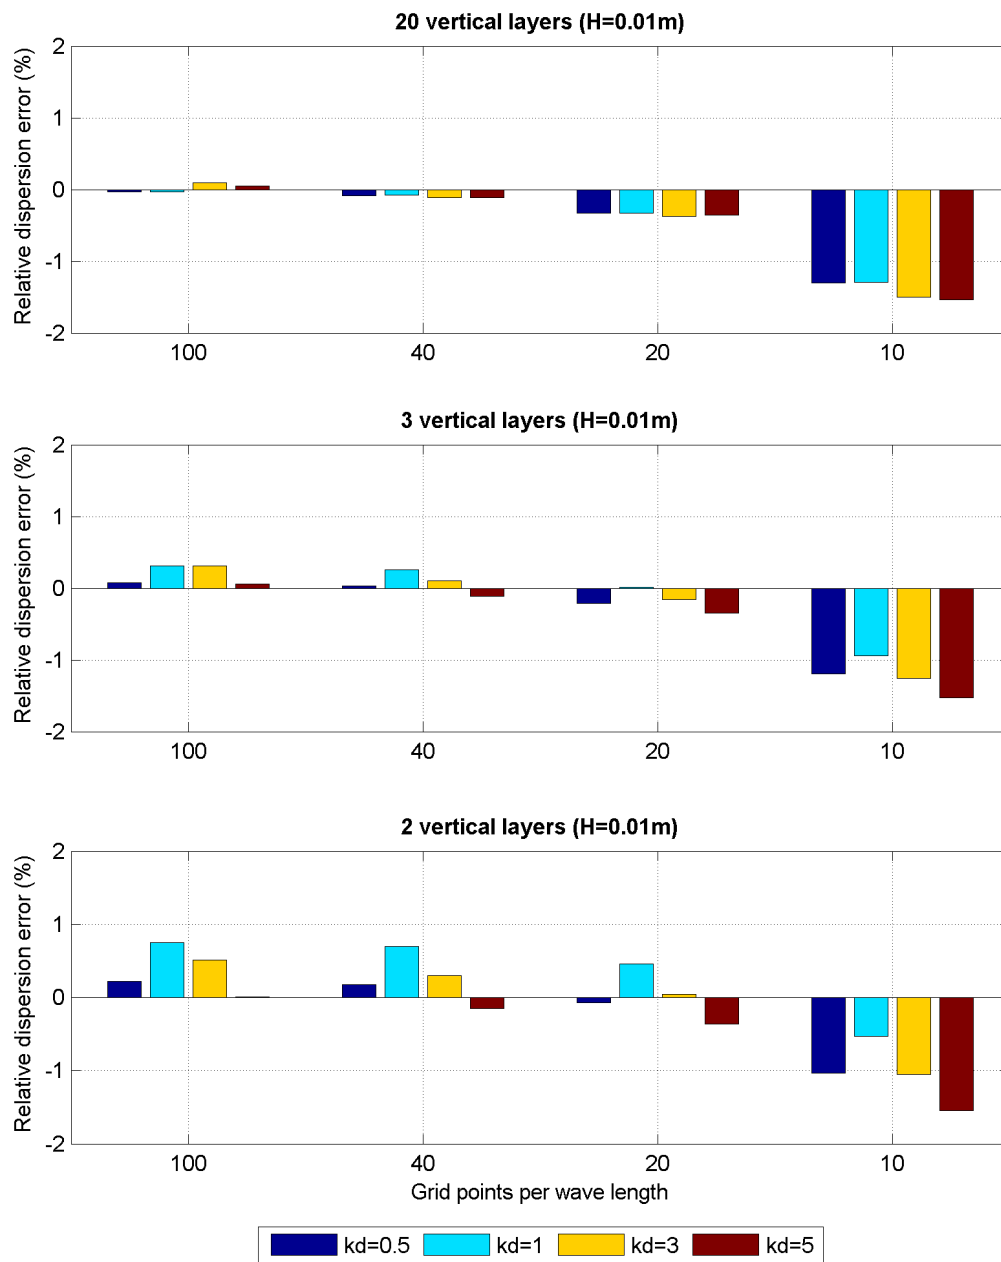 20 vertical layers (H=0.01m)
Relative dispersion error (%)
2
1
0
-1
-2
100 40 20 10
3 vertical layers (H=0.01m)
Relative dispersion error (%)
2
1
0
-1
-2
100 40 20 10
2 vertical layers (H=0.01m)
Relative dispersion error (%)
2
1
0
-1
-2
100 40 20 10
Grid points per wave length
kd=0.5 kd=1 kd=3 kd=5